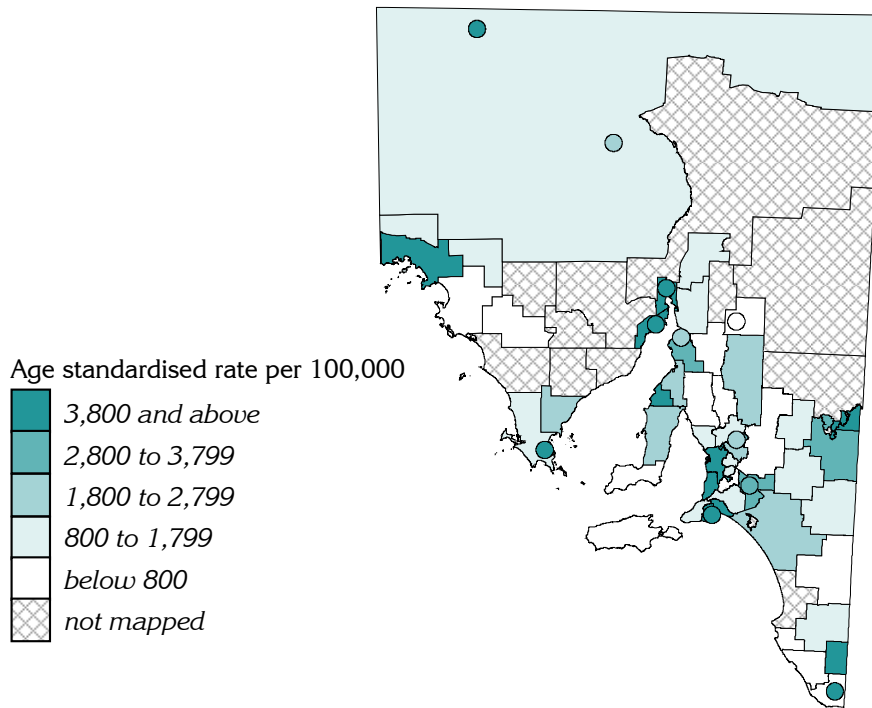 Age standardised rate per 100,000
3,800 and above
2,800 to 3,799
1,800 to 2,799
800 to 1,799
below 800
not mapped